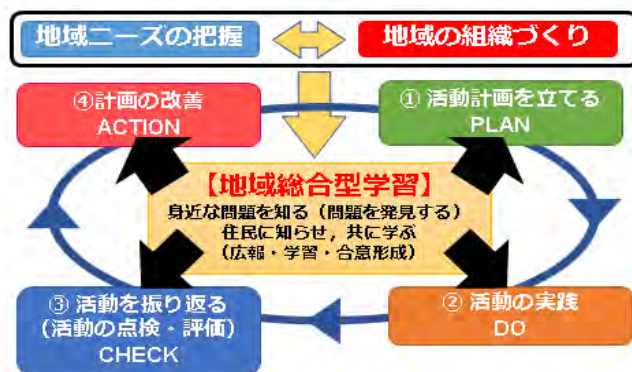 地域ニーズの把握
地域の組織づくり
④計画の改善
ACTION
① 活動計画を立てる
PLAN
【地域総合型学習】
身近な問題を知る（問題を発見する）
住民に知らせ，共に学ぶ
（広報・学習・合意形成）
③ 活動を振り返る
（活動の点検・評価）
CHECK
② 活動の実践
DO